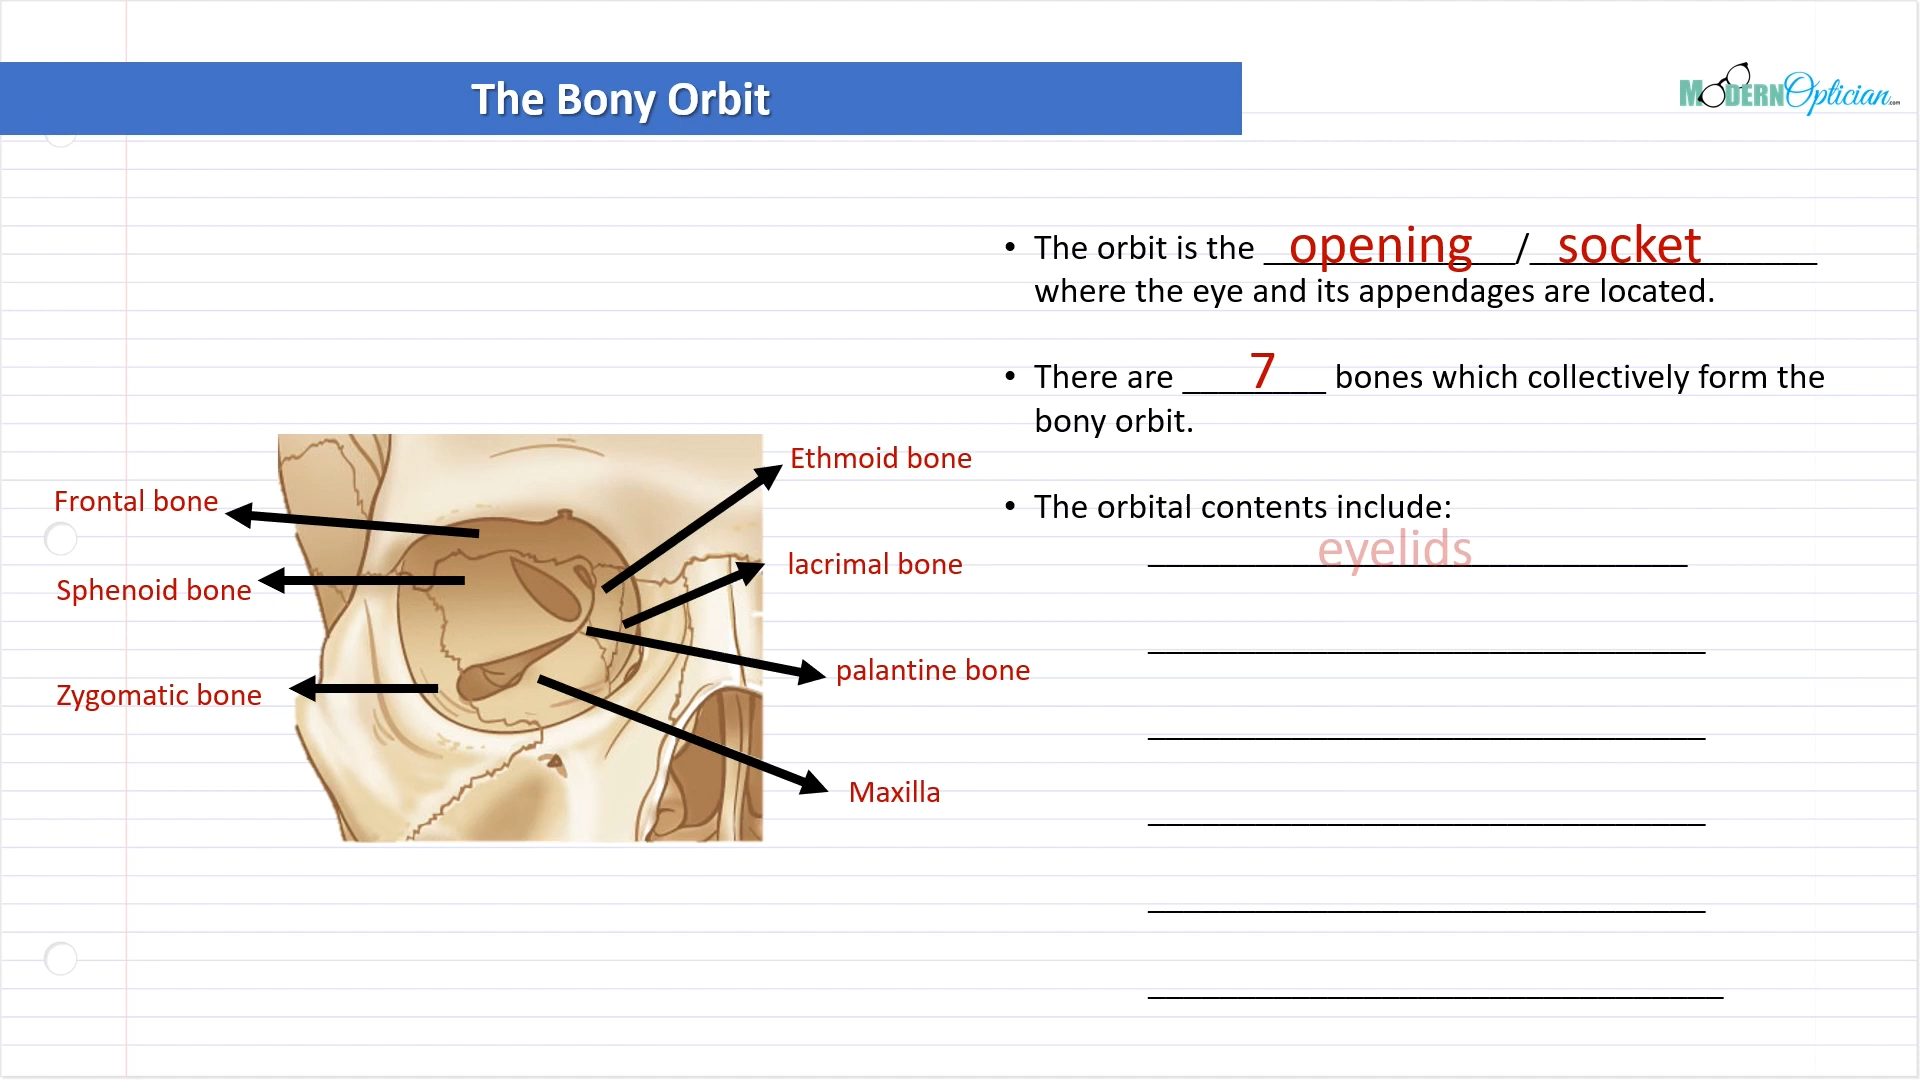 The Bony Orbit
MODERNOptician.com
Frontal bone
Sphenoid bone
Zygomatic bone
Ethmoid bone
lacrimal bone
palantine bone
Maxilla
• The orbit is the opening/socket
where the eye and its appendages are located.
• There are 7 bones which collectively form the
bony orbit.
• The orbital contents include:
eyelids